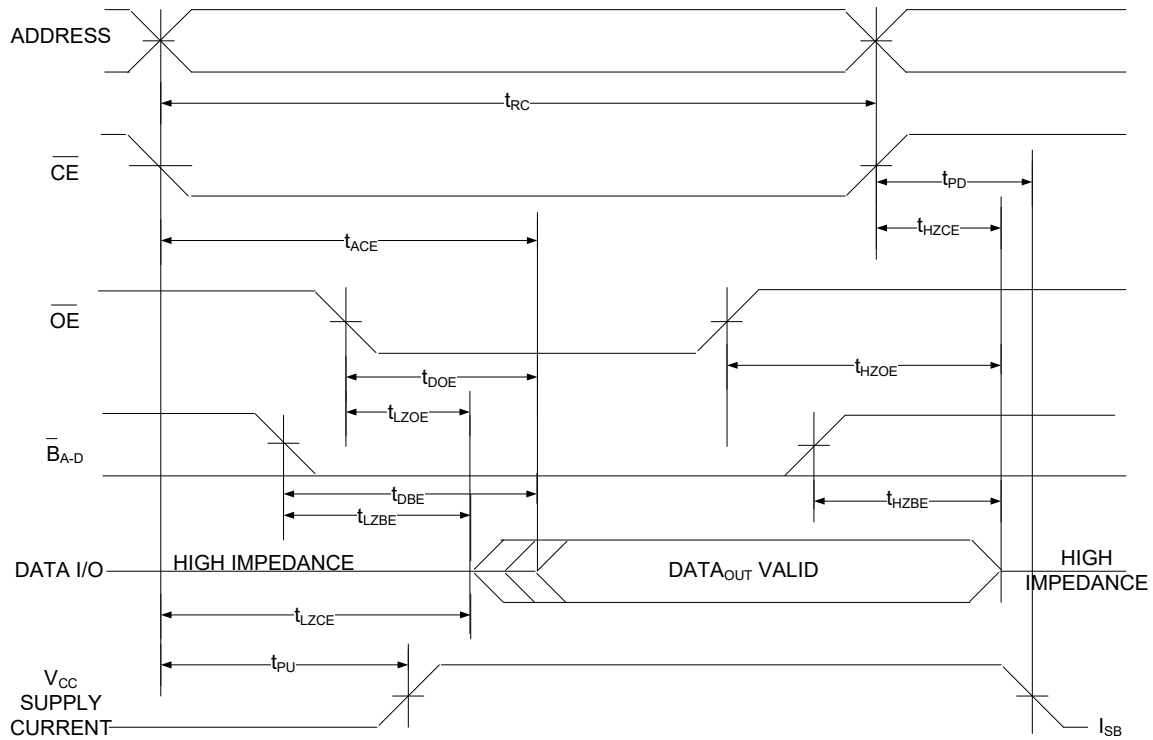 ADDRESS
tRC
CE
tPD
tHZCE
tACE
OE
tDOE
tHZOE
tLZOE
BA-D
tDBE
tHZBE
tLZBE
DATA I/O
HIGH IMPEDANCE
DATAOUT VALID
HIGH
IMPEDANCE
tLZCE
tPU
VCC
SUPPLY
CURRENT
ISB